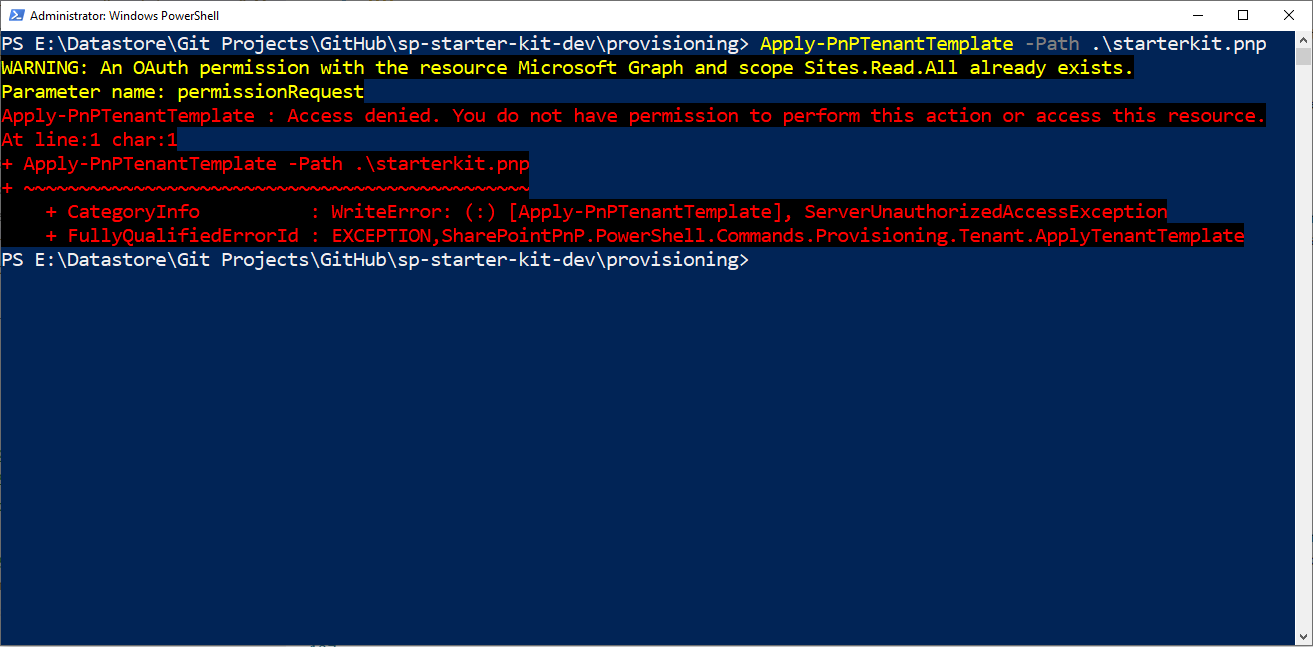 Administrator: Windows PowerShell
PS E:\Datastore\Git Projects\GitHub\sp-starter-kit-dev\provisioning> Apply-PnPTenantTemplate -Path .\starterkit.pnp
WARNING: An OAuth permission with the resource Microsoft Graph and scope Sites.Read.All already exists.
Parameter name: permissionRequest
Apply-PnPTenantTemplate : Access denied. You do not have permission to perform this action or access this resource.
At line:1 char:1
+ Apply-PnPTenantTemplate -Path .\starterkit.pnp
+ ~~~~~~~~~~~~~~~~~~~~~~~~~~~~~~~~~~~~~~~~~~~~~~
    + CategoryInfo          : WriteError: (:) [Apply-PnPTenantTemplate], ServerUnauthorizedAccessException
    + FullyQualifiedErrorId : EXCEPTION,SharePointPnP.PowerShell.Commands.Provisioning.Tenant.ApplyTenantTemplate
PS E:\Datastore\Git Projects\GitHub\sp-starter-kit-dev\provisioning>